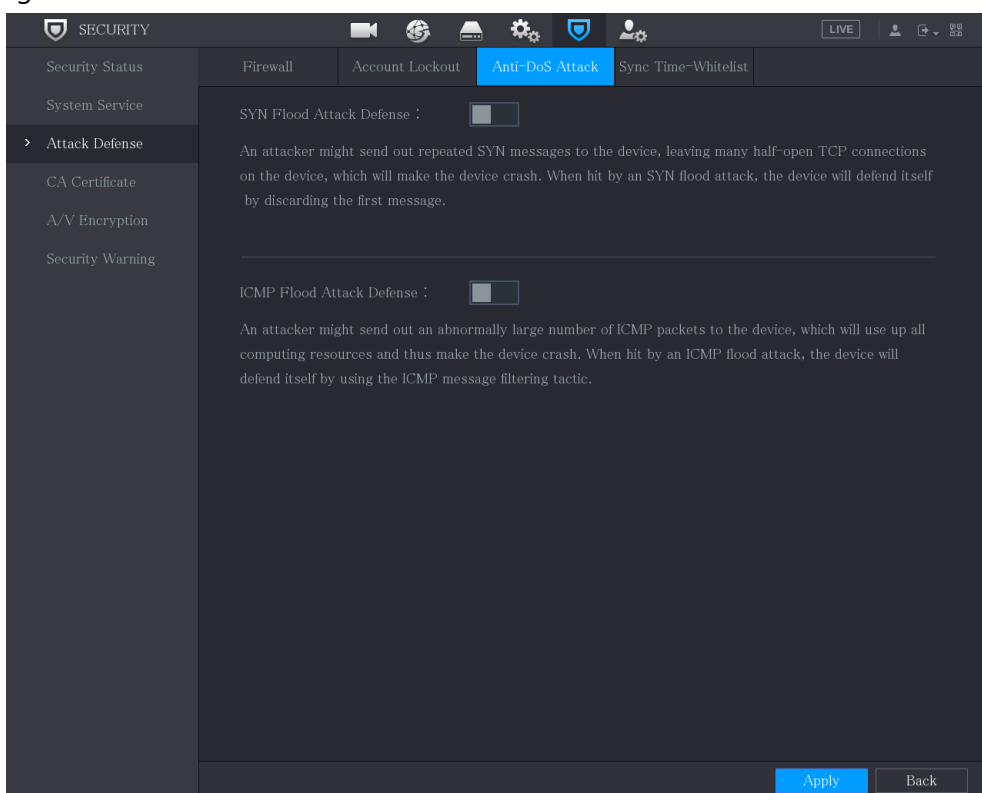 SECURITY
LIVE
Security Status
System Service
Attack Defense
CA Certificate
A/V Encryption
Security Warning
Firewall
Account Lockout
Anti-DoS Attack
Sync Time-Whitelist
SYN Flood Attack Defense :
An attacker might send out repeated SYN messages to the device, leaving many half-open TCP connections
on the device, which will make the device crash. When hit by an SYN flood attack, the device will defend itself
by discarding the first message.
ICMP Flood Attack Defense :
An attacker might send out an abnormally large number of ICMP packets to the device, which will use up all
computing resources and thus make the device crash. When hit by an ICMP flood attack, the device will
defend itself by using the ICMP message filtering tactic.
Apply
Back